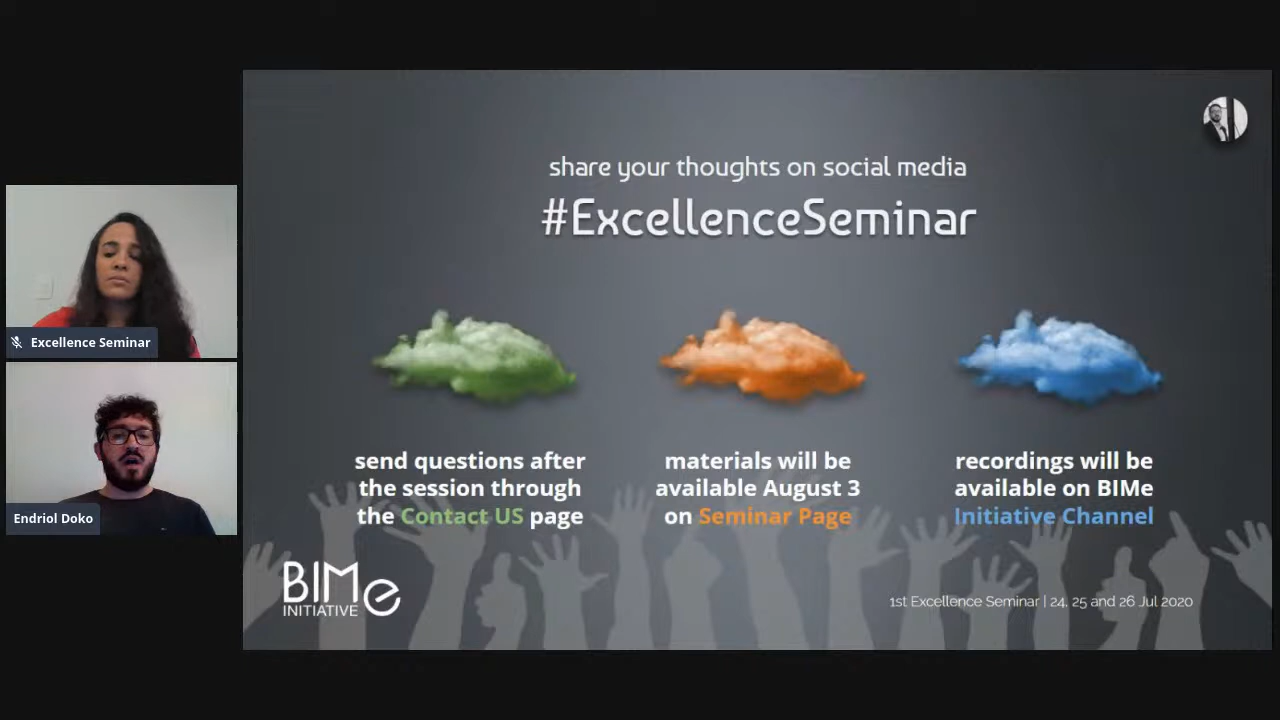 share your thoughts on social media
#ExcellenceSeminar
Excellence Seminar
Endriol Doko
send questions after
the session through
the Contact US page
materials will be
available August 3
on Seminar Page
recordings will be
available on BIMe
Initiative Channel
BIMe
INITIATIVE
1st Excellence Seminar | 24, 25 and 26 Jul 2020